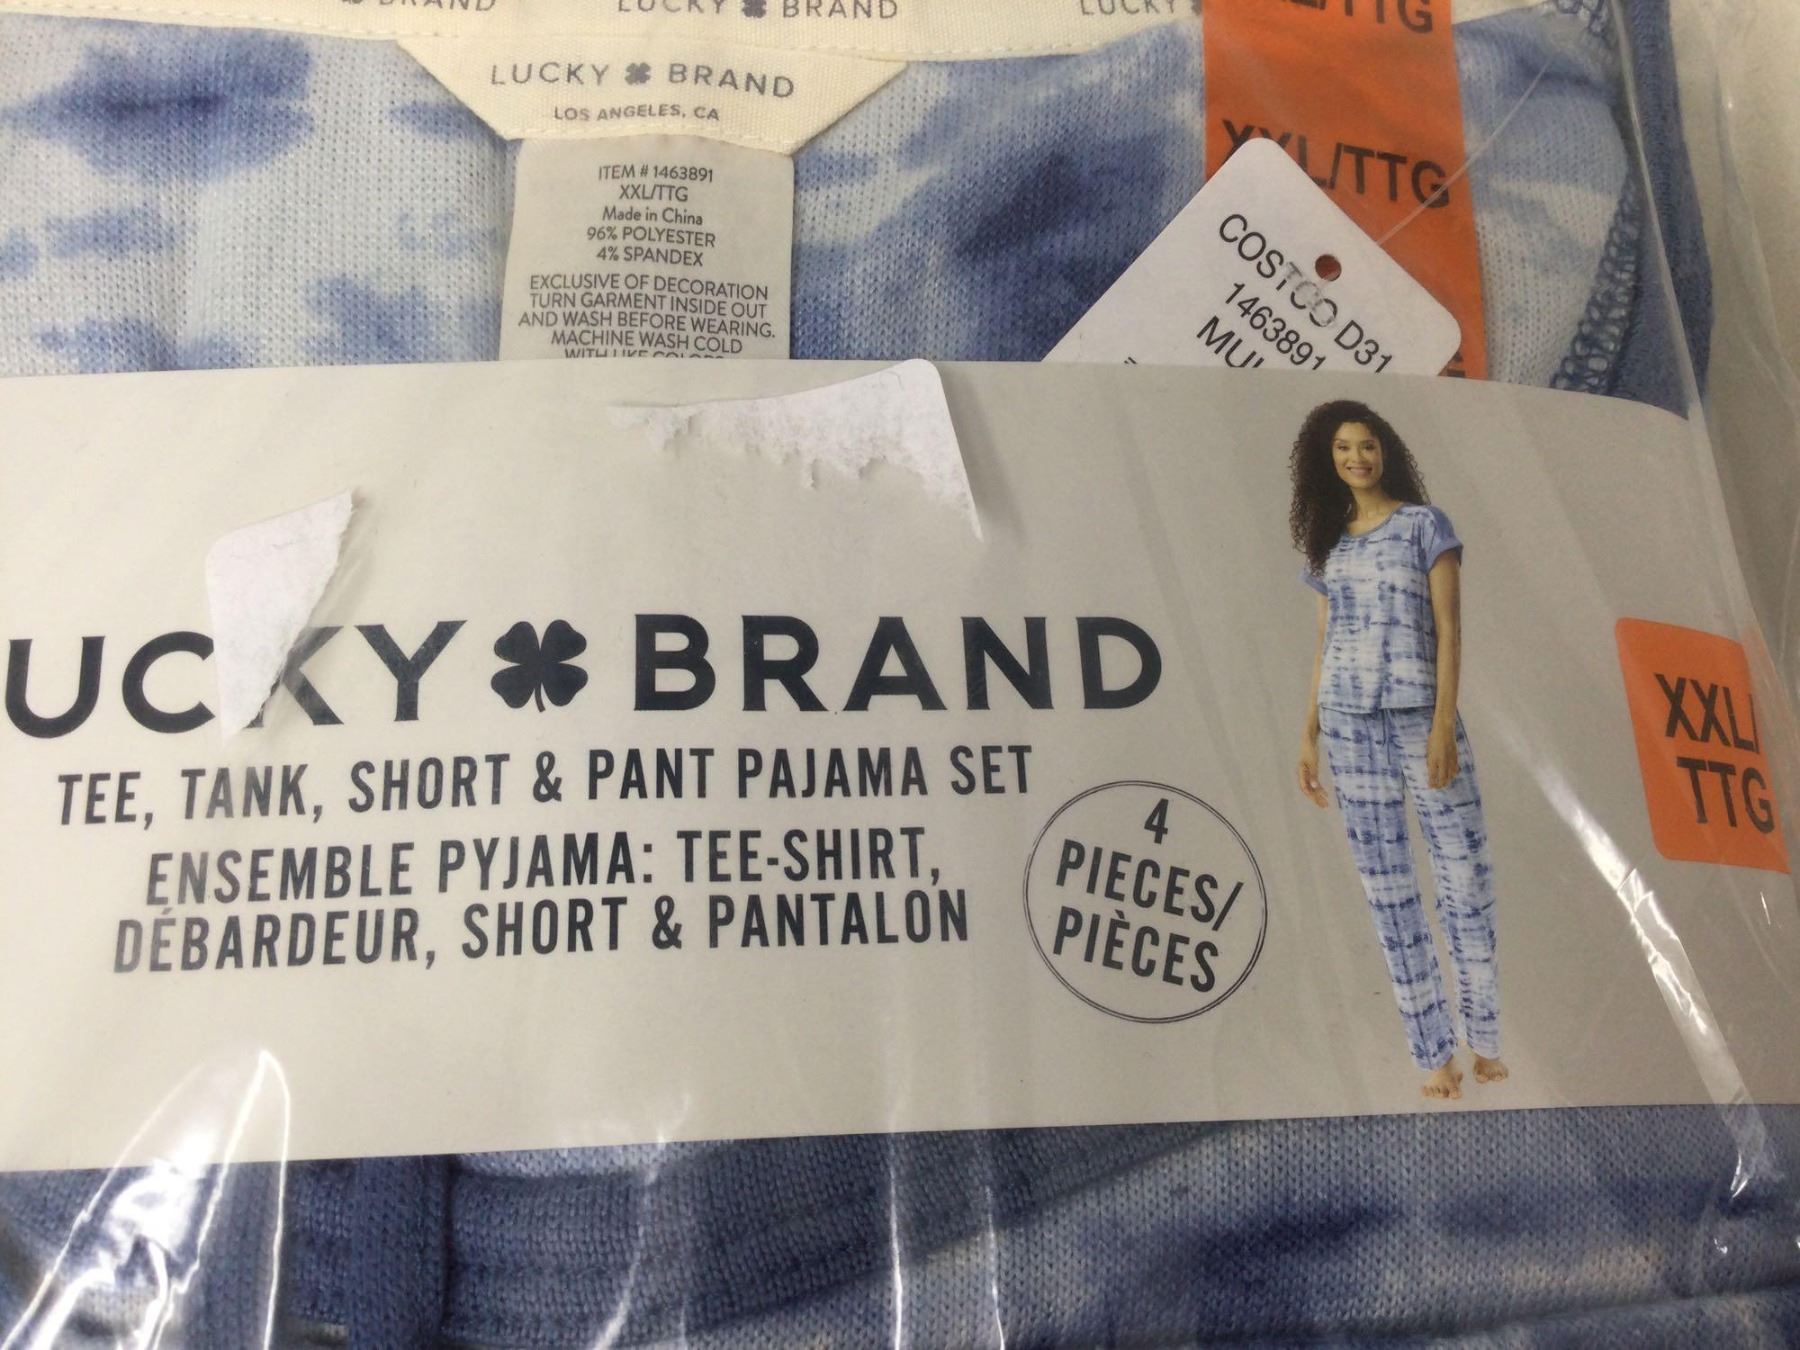 BRAND
LUCKY BRAND
LUCKY
LUCKY BRAND
LOS ANGELES, CA
ITEM # 1463891
XXL/TTG
Made in China
96% POLYESTER
4% SPANDEX
EXCLUSIVE OF DECORATION
TURN GARMENT INSIDE OUT
AND WASH BEFORE WEARING.
MACHINE WASH COLD
WITH LIKE COLORS
XXL/TTG
COSTCO D31
1463891
UCKY BRAND
TEE, TANK, SHORT & PANT PAJAMA SET
ENSEMBLE PYJAMA: TEE-SHIRT,
DÉBARDEUR, SHORT & PANTALON
4
PIECES/
PIÈCES
XXL/
TTG